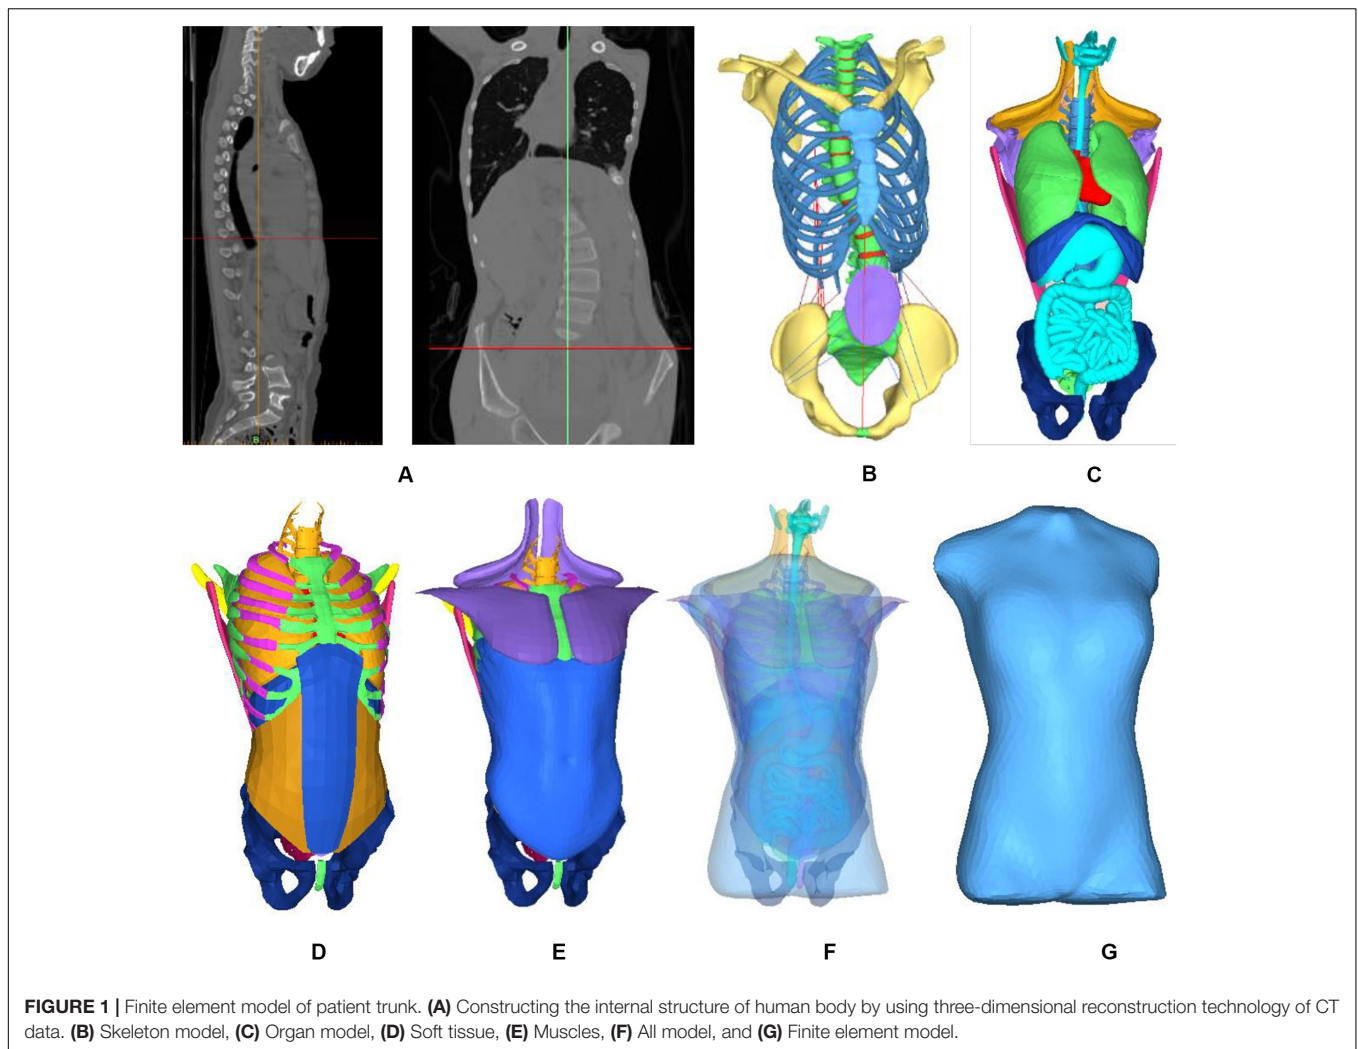 B
A
B
C
D
E
F
G
FIGURE 1 | Finite element model of patient trunk. (A) Constructing the internal structure of human body by using three-dimensional reconstruction technology of CT
data. (B) Skeleton model, (C) Organ model, (D) Soft tissue, (E) Muscles, (F) All model, and (G) Finite element model.